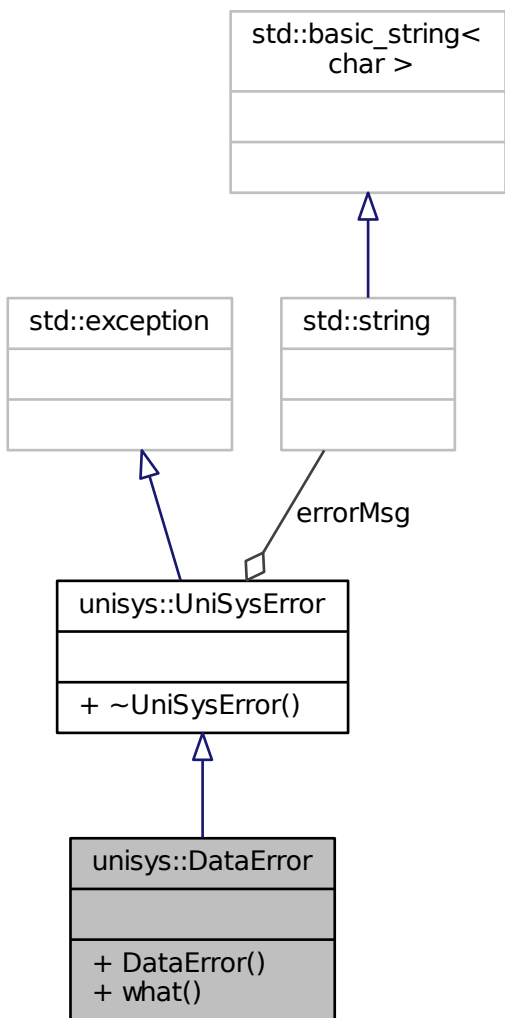 std::basic_string<
char >
std::exception
std::string
errorMsg
unisys::UniSysError
+ ~UniSysError()
unisys::DataError
+ DataError()
+ what()